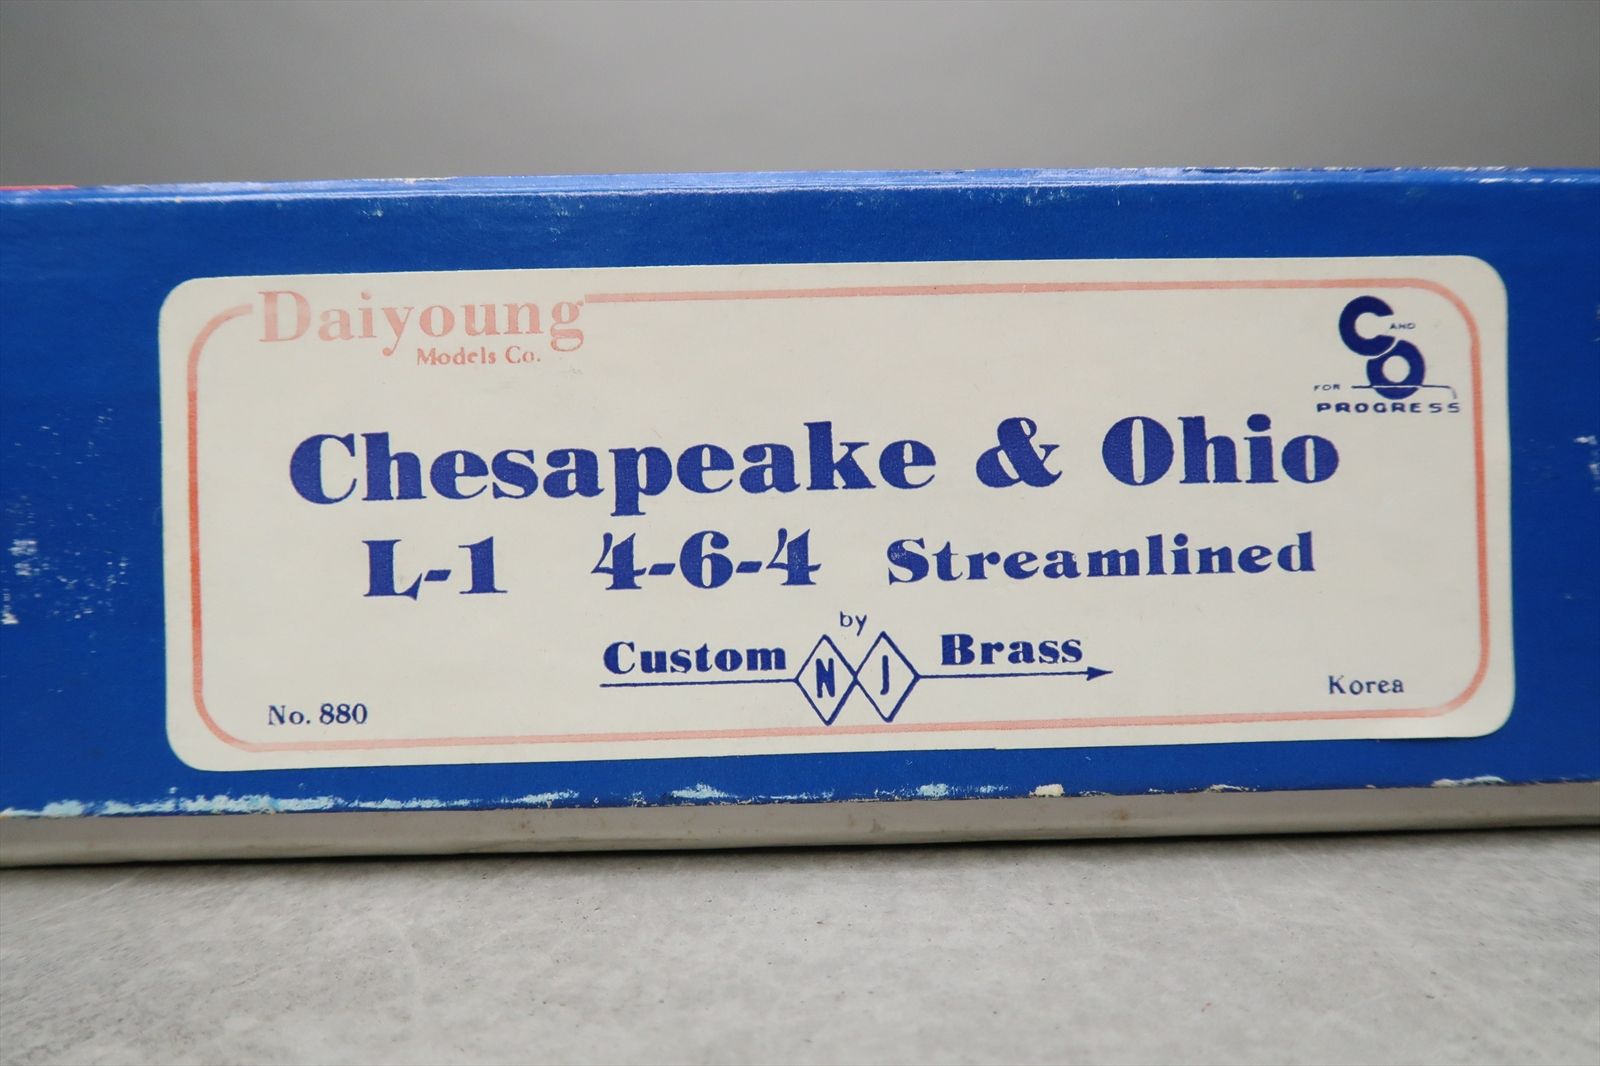 Daiyoung
Models Co.
C AND O
FOR
PROGRESS
Chesapeake & Ohio
L-1 4-6-4 Streamlined
by
Custom NJ Brass
No. 880
Korea